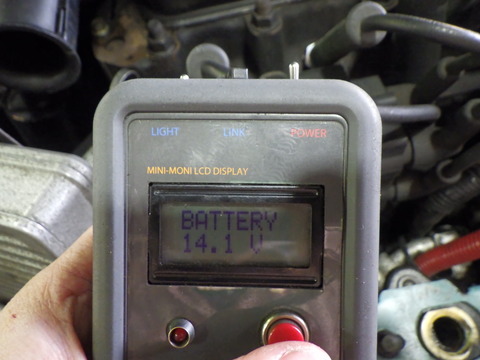 LIGHT LiNK POWER
MINI-MONI LCD DISPLAY
BATTERY
14.1 V